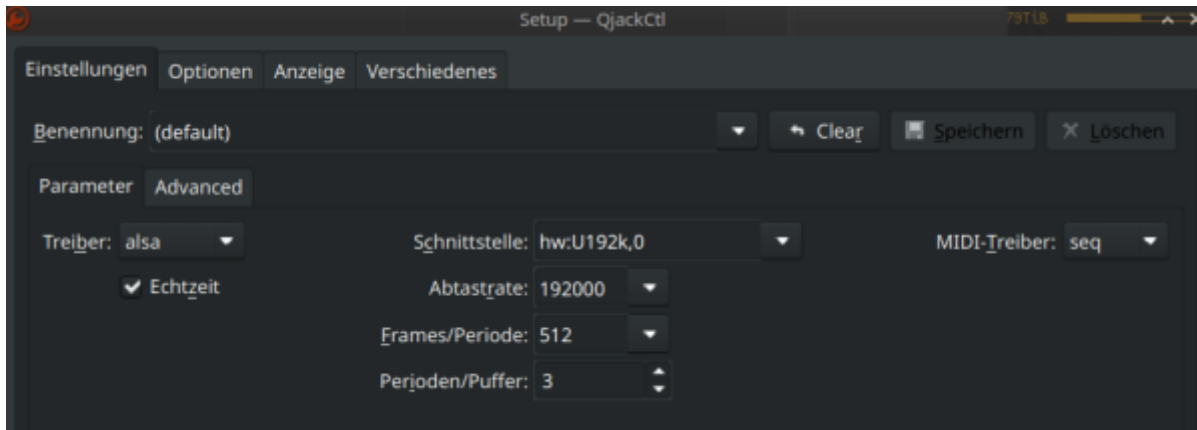 Setup — QjackCtl 79TiB
Einstellungen Optionen Anzeige Verschiedenes
Benennung: (default) Clear Speichern Löschen
Parameter Advanced
Treiber: alsa Schnittstelle: hw:U192k,0 MIDI-Treiber: seq
Echtzeit Abtastrate: 192000
Frames/Periode: 512
Perioden/Puffer: 3